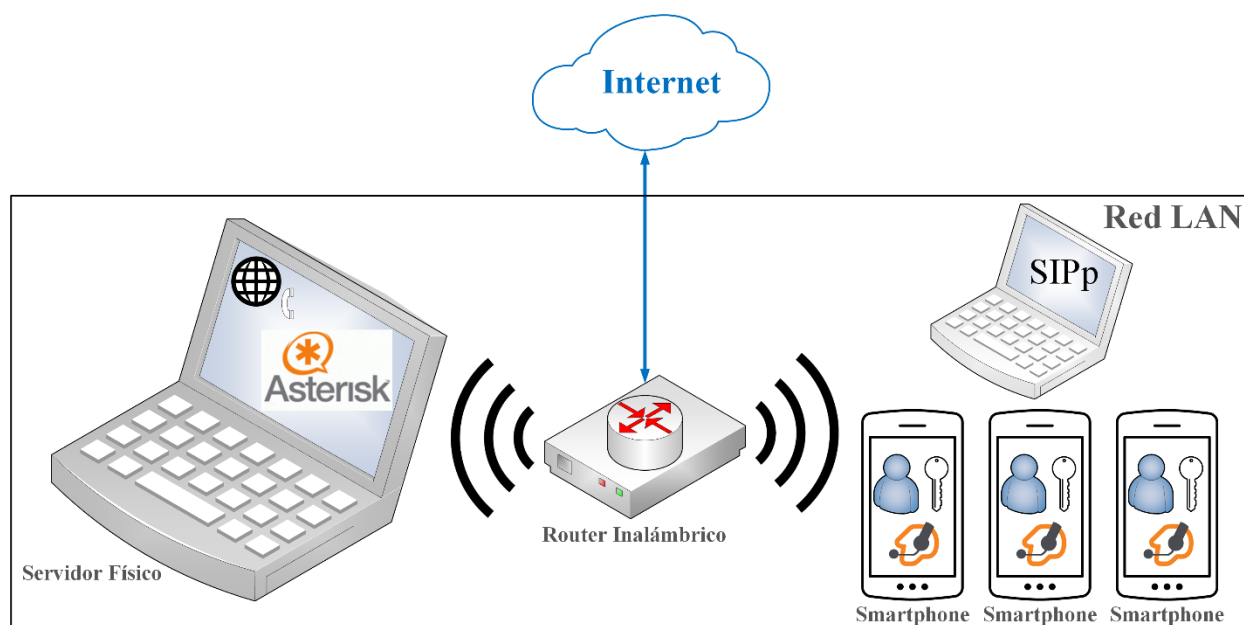 Internet
Red LAN
SIPp
Asterisk
Router Inalámbrico
Servidor Físico
Smartphone Smartphone Smartphone